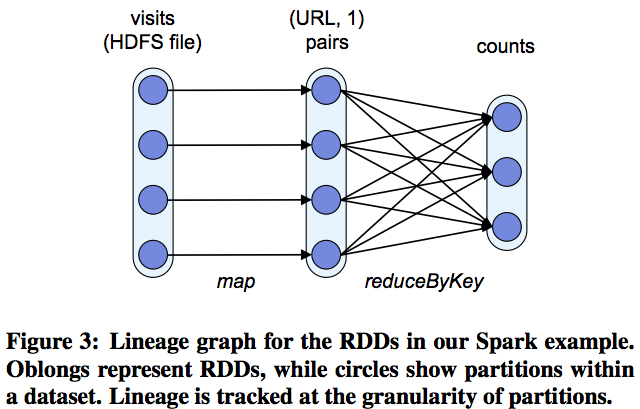 visits
(HDFS file)
(URL, 1)
pairs
counts
map
reduceByKey
Figure 3: Lineage graph for the RDDs in our Spark example.
Oblongs represent RDDs, while circles show partitions within
a dataset. Lineage is tracked at the granularity of partitions.